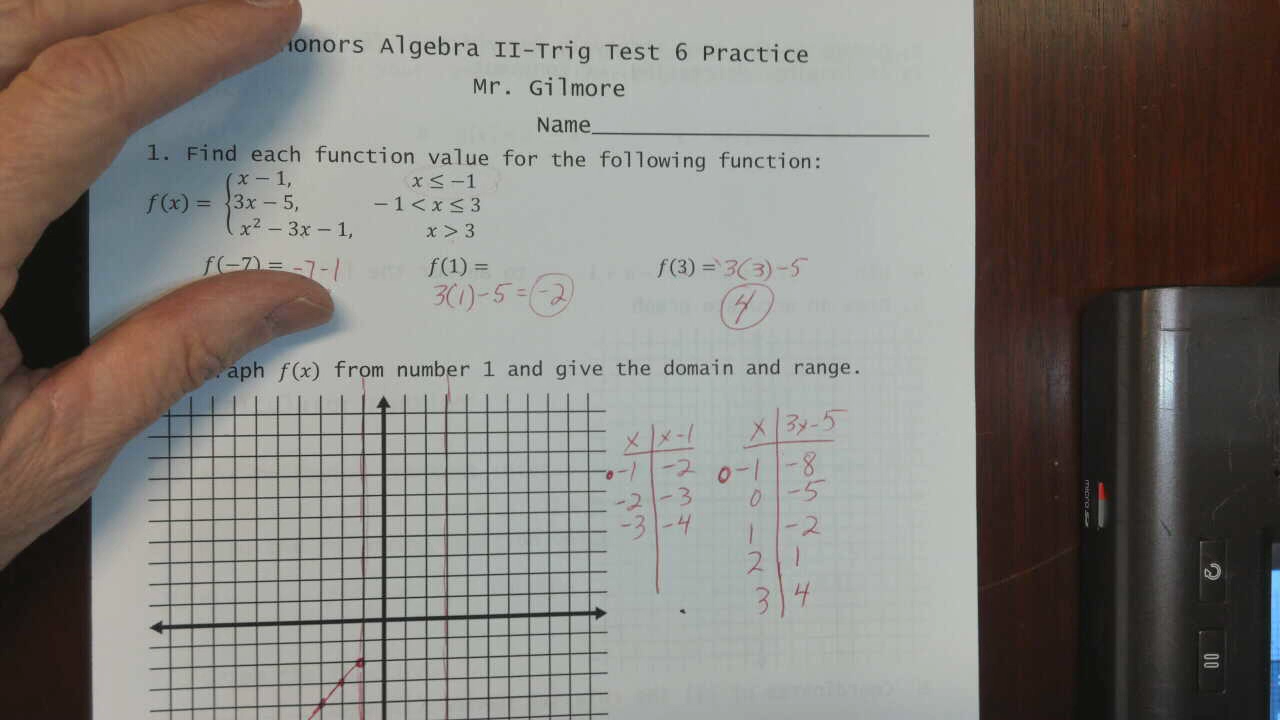 Honors Algebra II-Trig Test 6 Practice
Mr. Gilmore
Name
1. Find each function value for the following function:
x − 1, x ≤ −1
f(x) = { 3x − 5, − 1 < x ≤ 3
x² − 3x − 1, x > 3
f(−7) = -7-1 f(1) = f(3) = 3(3)-5
3(1)-5 = -2 4
graph f(x) from number 1 and give the domain and range.
x | x-1 x | 3x-5
-1 | -2 -1 | -8
-2 | -3 0 | -5
-3 | -4 1 | -2
2 | 1
3 | 4
micro S2